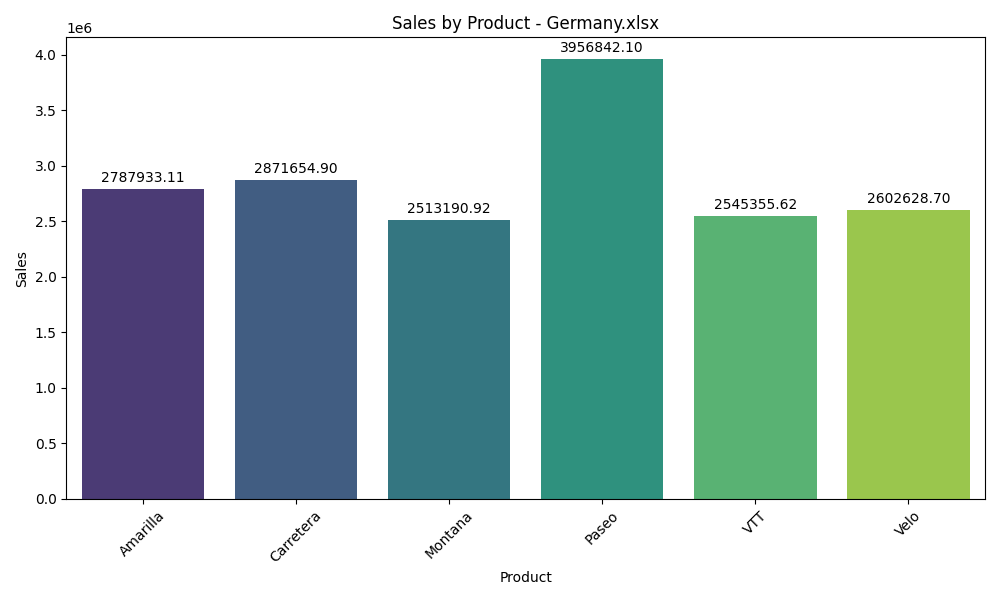 Sales by Product - Germany.xlsx
1e6
4.0
3.5
3.0
2.5
2.0
1.5
1.0
0.5
0.0
Sales
2787933.11
2871654.90
2513190.92
3956842.10
2545355.62
2602628.70
Amarilla
Carretera
Montana
Paseo
VTT
Velo
Product